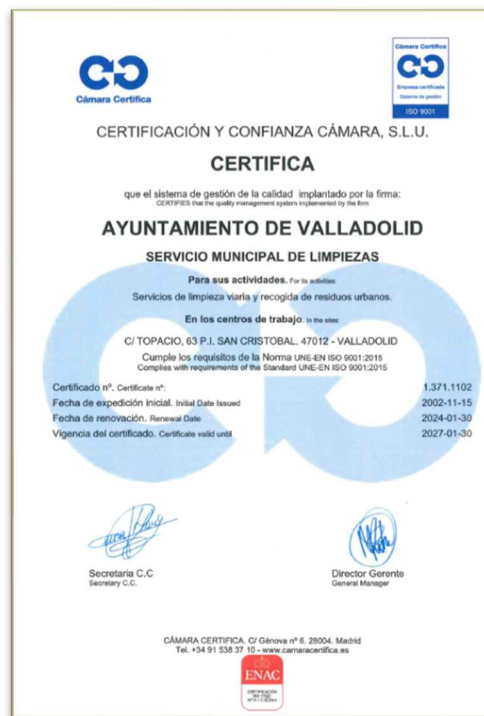 Cámara Certifica
Cámara Certifica
Empresa certificada
Sistema de gestión
ISO 9001
CERTIFICACIÓN Y CONFIANZA CÁMARA, S.L.U.
CERTIFICA
que el sistema de gestión de la calidad implantado por la firma:
CERTIFIES that the quality management system implemented by the firm
AYUNTAMIENTO DE VALLADOLID
SERVICIO MUNICIPAL DE LIMPIEZAS
Para sus actividades. For its activities:
Servicios de limpieza viaria y recogida de residuos urbanos.
En los centros de trabajo. In the sites:
C/ TOPACIO, 63 P.I. SAN CRISTOBAL. 47012 - VALLADOLID
Cumple los requisitos de la Norma UNE-EN ISO 9001:2015
Complies with requirements of the Standard UNE-EN ISO 9001:2015
Certificado nº. Certificate nº: 1.371.1102
Fecha de expedición inicial. Initial Date Issued 2002-11-15
Fecha de renovación. Renewal Date 2024-01-30
Vigencia del certificado. Certificate valid until 2027-01-30
Secretaria C.C
Secretary C.C.
Director Gerente
General Manager
CÁMARA CERTIFICA. C/ Génova nº 6. 28004. Madrid
Tel. +34 91 538 37 10 - www.camaracertifica.es
ENAC
CERTIFICACIÓN